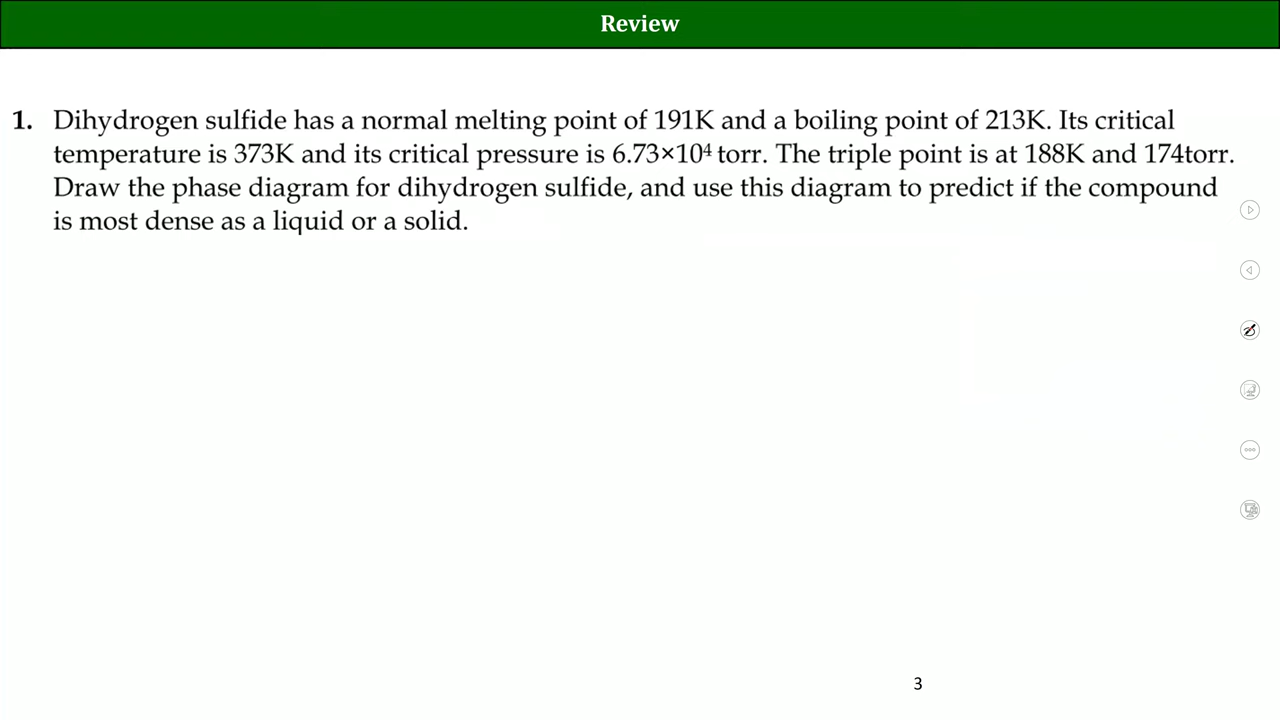 Review
1. Dihydrogen sulfide has a normal melting point of 191K and a boiling point of 213K. Its critical
temperature is 373K and its critical pressure is 6.73×10⁴ torr. The triple point is at 188K and 174torr.
Draw the phase diagram for dihydrogen sulfide, and use this diagram to predict if the compound
is most dense as a liquid or a solid.
3